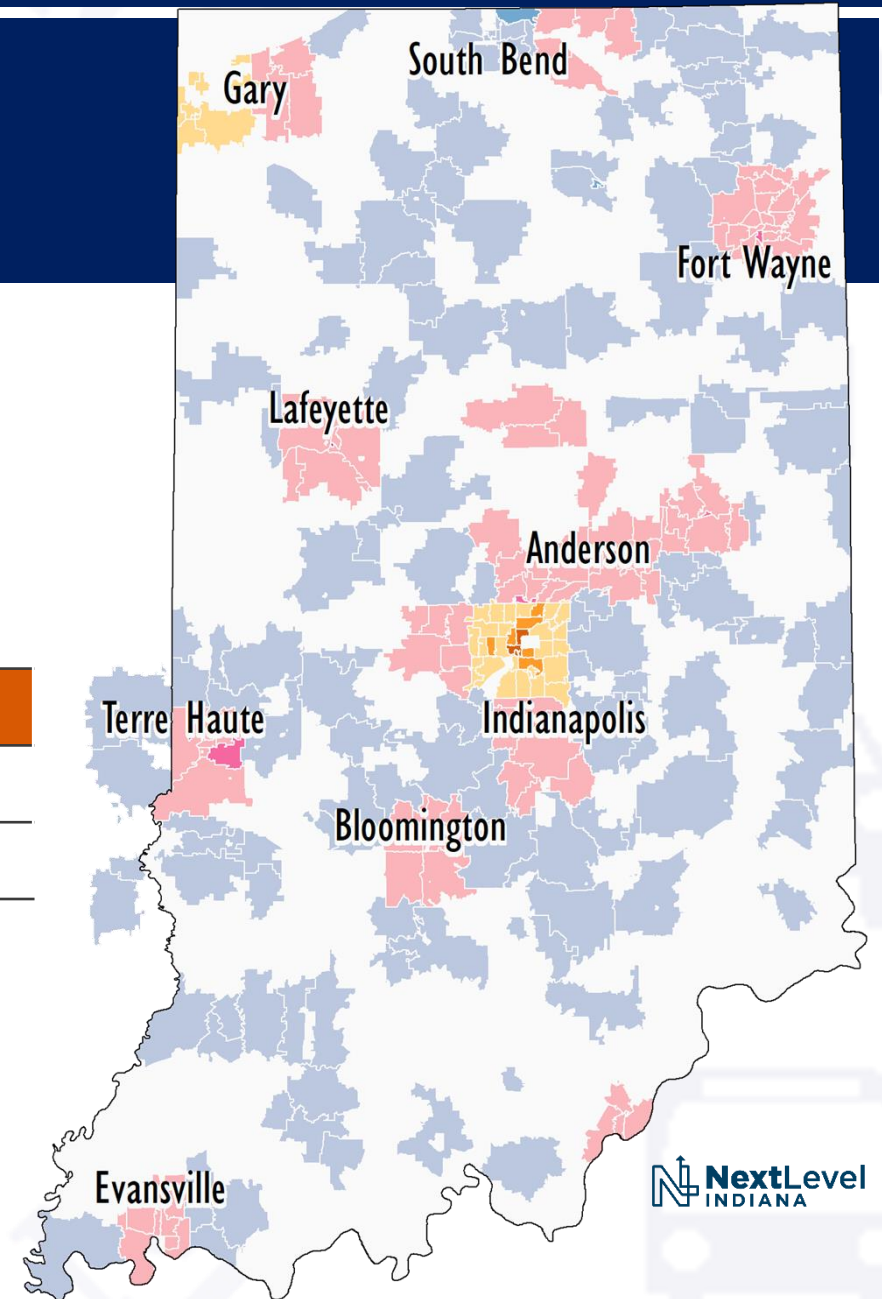 South Bend
Gary
Fort Wayne
Lafeyette
Anderson
Terre Haute
Indianapolis
Bloomington
Evansville
NextLevel
INDIANA